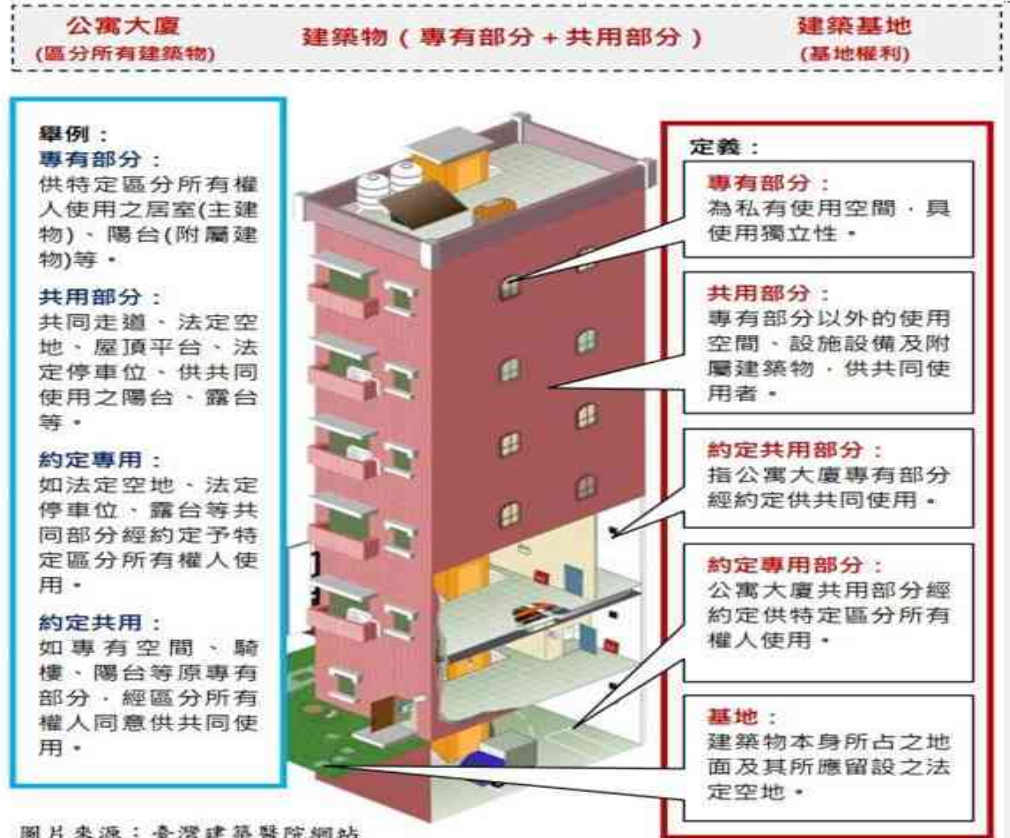 公寓大廈
(區分所有建築物)
建築物（專有部分＋共用部分）
建築基地
(基地權利)
舉例：
專有部分：
供特定區分所有權
人使用之居室(主建
物)、陽台(附屬建
物)等。
共用部分：
共同走道、法定空
地、屋頂平台、法
定停車位、供共同
使用之陽台、露台
等。
約定專用：
如法定空地、法定
停車位、露台等共
同部分經約定予特
定區分所有權人使
用。
約定共用：
如專有空間、騎
樓、陽台等原專有
部分，經區分所有
權人同意供共同使
用。
定義：
專有部分：
為私有使用空間，具
使用獨立性。
共用部分：
專有部分以外的使用
空間、設施設備及附
屬建築物，供共同使
用者。
約定共用部分：
指公寓大廈專有部分
經約定供共同使用。
約定專用部分：
公寓大廈共用部分經
約定供特定區分所有
權人使用。
基地：
建築物本身所占之地
面及其所應留設之法
定空地。
圖片來源：臺灣建築醫院網站